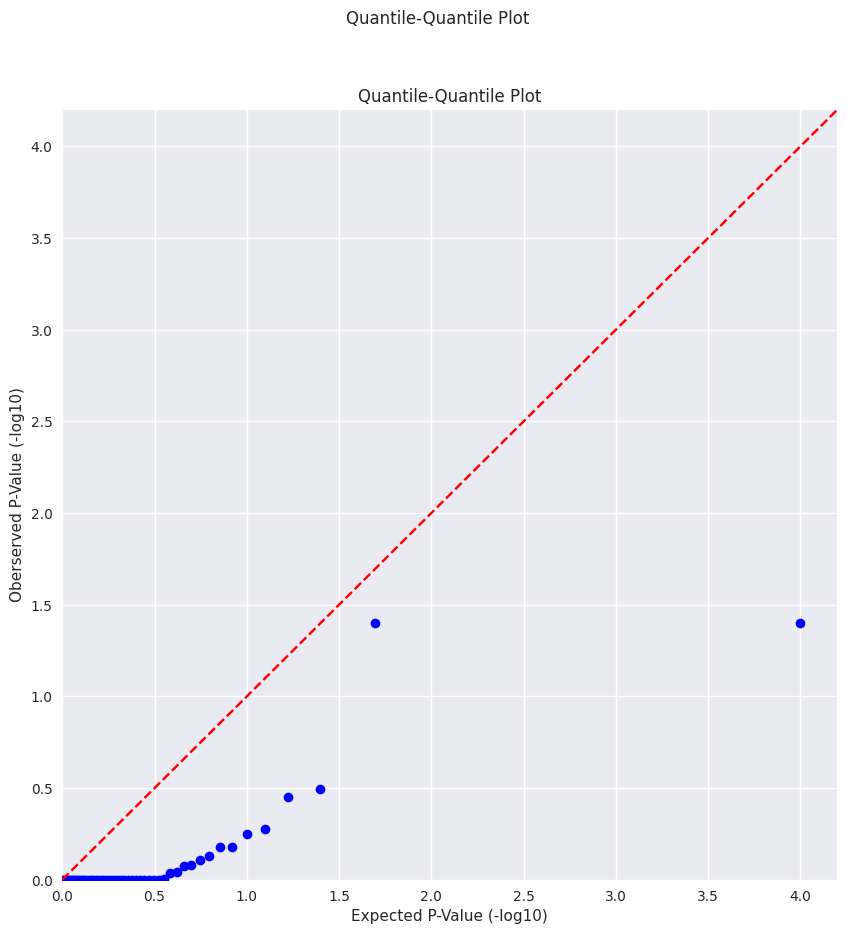 Quantile-Quantile Plot
Quantile-Quantile Plot
4.0
3.5
3.0
2.5
2.0
1.5
1.0
0.5
0.0
Oberserved P-Value (-log10)
0.0 0.5 1.0 1.5 2.0 2.5 3.0 3.5 4.0
Expected P-Value (-log10)